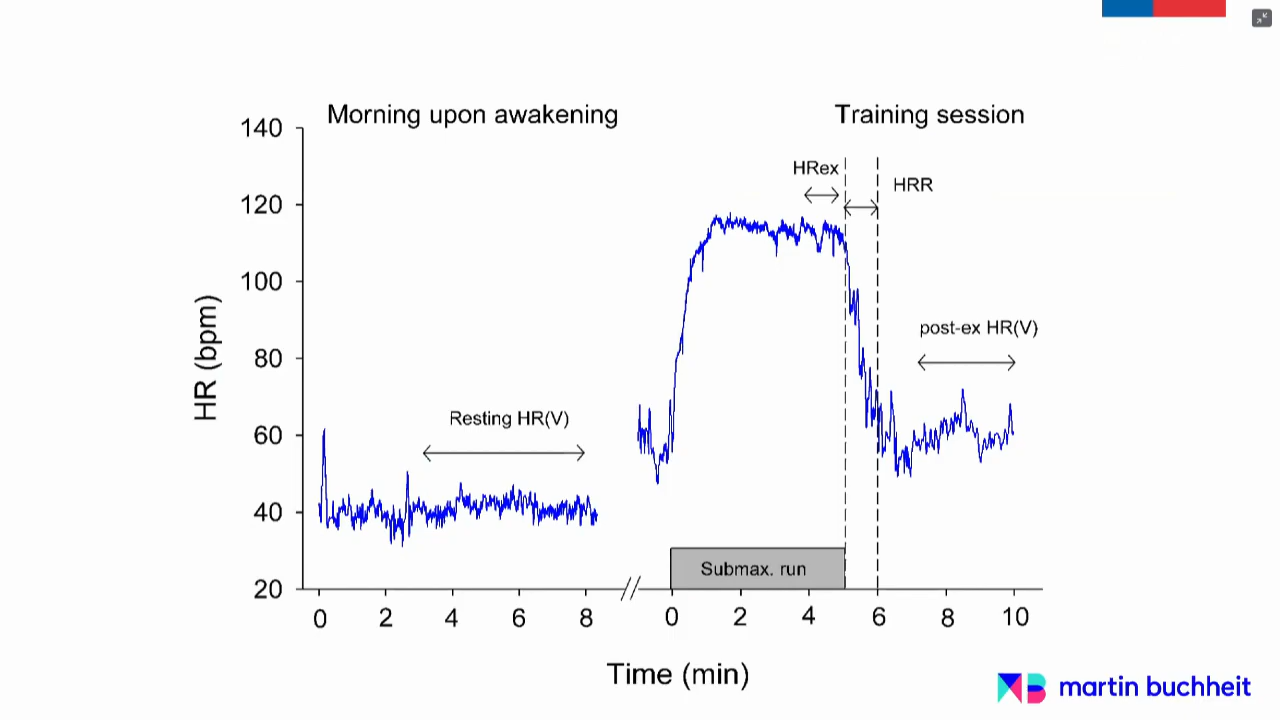 Morning upon awakening
Training session
140
120
100
80
60
40
20
HR (bpm)
HRex
HRR
Resting HR(V)
post-ex HR(V)
Submax. run
0 2 4 6 8
0 2 4 6 8 10
Time (min)
martin buchheit